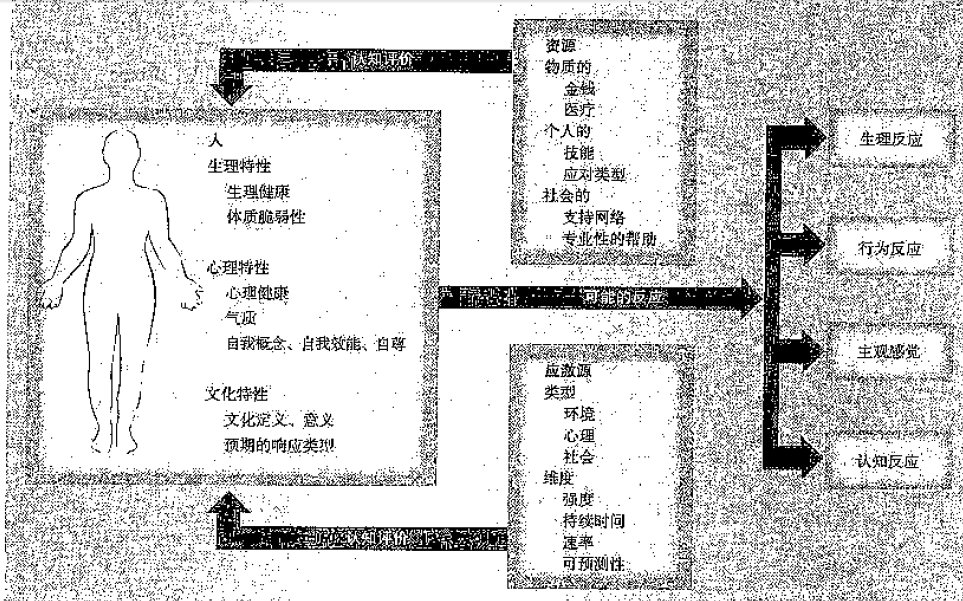 认知评价
资源
物质的
金钱
医疗
个人的
技能
应对类型
社会的
支持网络
专业性的帮助
人
生理特性
生理健康
体质脆弱性
心理特性
心理健康
气质
自我概念、自我效能、自尊
文化特性
文化定义、意义
预期的响应类型
可能的反应
应激源
类型
环境
心理
社会
维度
强度
持续时间
速率
可预测性
认知评价
生理反应
行为反应
主观感觉
认知反应